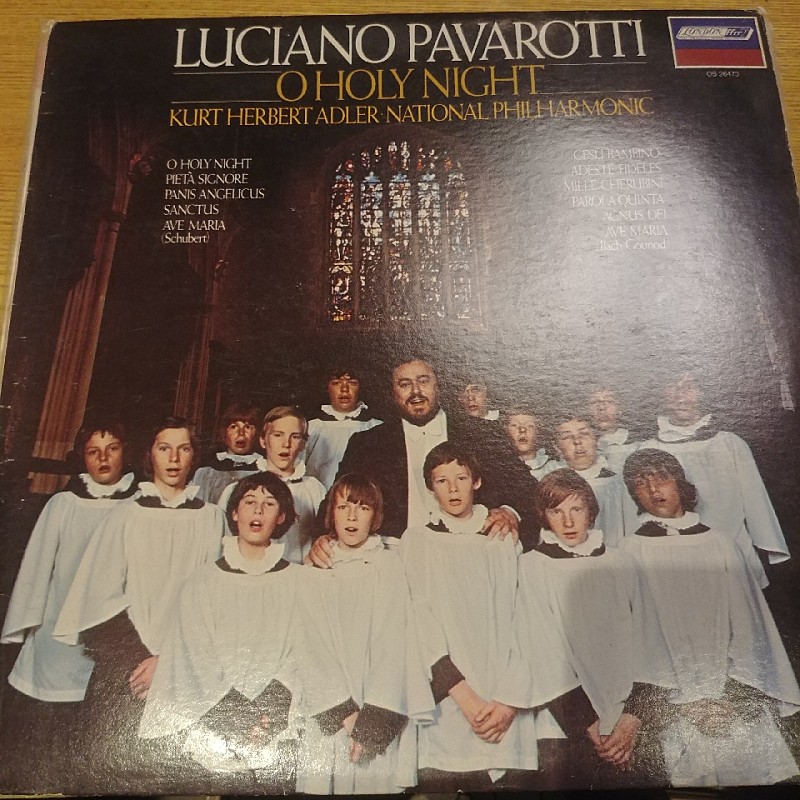 LUCIANO PAVAROTTI
O HOLY NIGHT
KURT HERBERT ADLER · NATIONAL PHILHARMONIC
LONDON ffrr
OS 26473
O HOLY NIGHT
PIETÀ SIGNORE
PANIS ANGELICUS
SANCTUS
AVE MARIA
(Schubert)
GESÙ BAMBINO
ADESTE FIDELES
MILLE CHERUBINI
PAROLA QUINTA
AGNUS DEI
AVE MARIA
(Bach-Gounod)